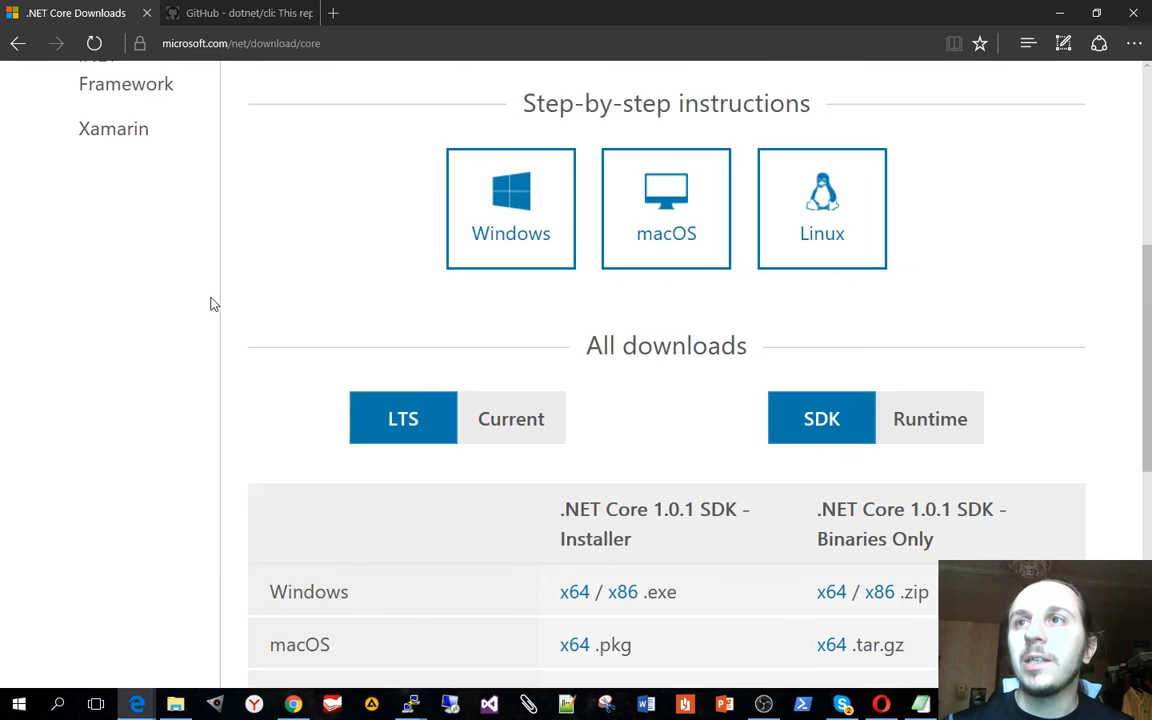 .NET Core Downloads
GitHub - dotnet/cli: This rep
microsoft.com/net/download/core
Framework
Xamarin
Step-by-step instructions
Windows
macOS
Linux
All downloads
LTS
Current
SDK
Runtime
.NET Core 1.0.1 SDK -
Installer
.NET Core 1.0.1 SDK -
Binaries Only
Windows
x64 / x86 .exe
x64 / x86 .zip
macOS
x64 .pkg
x64 .tar.gz